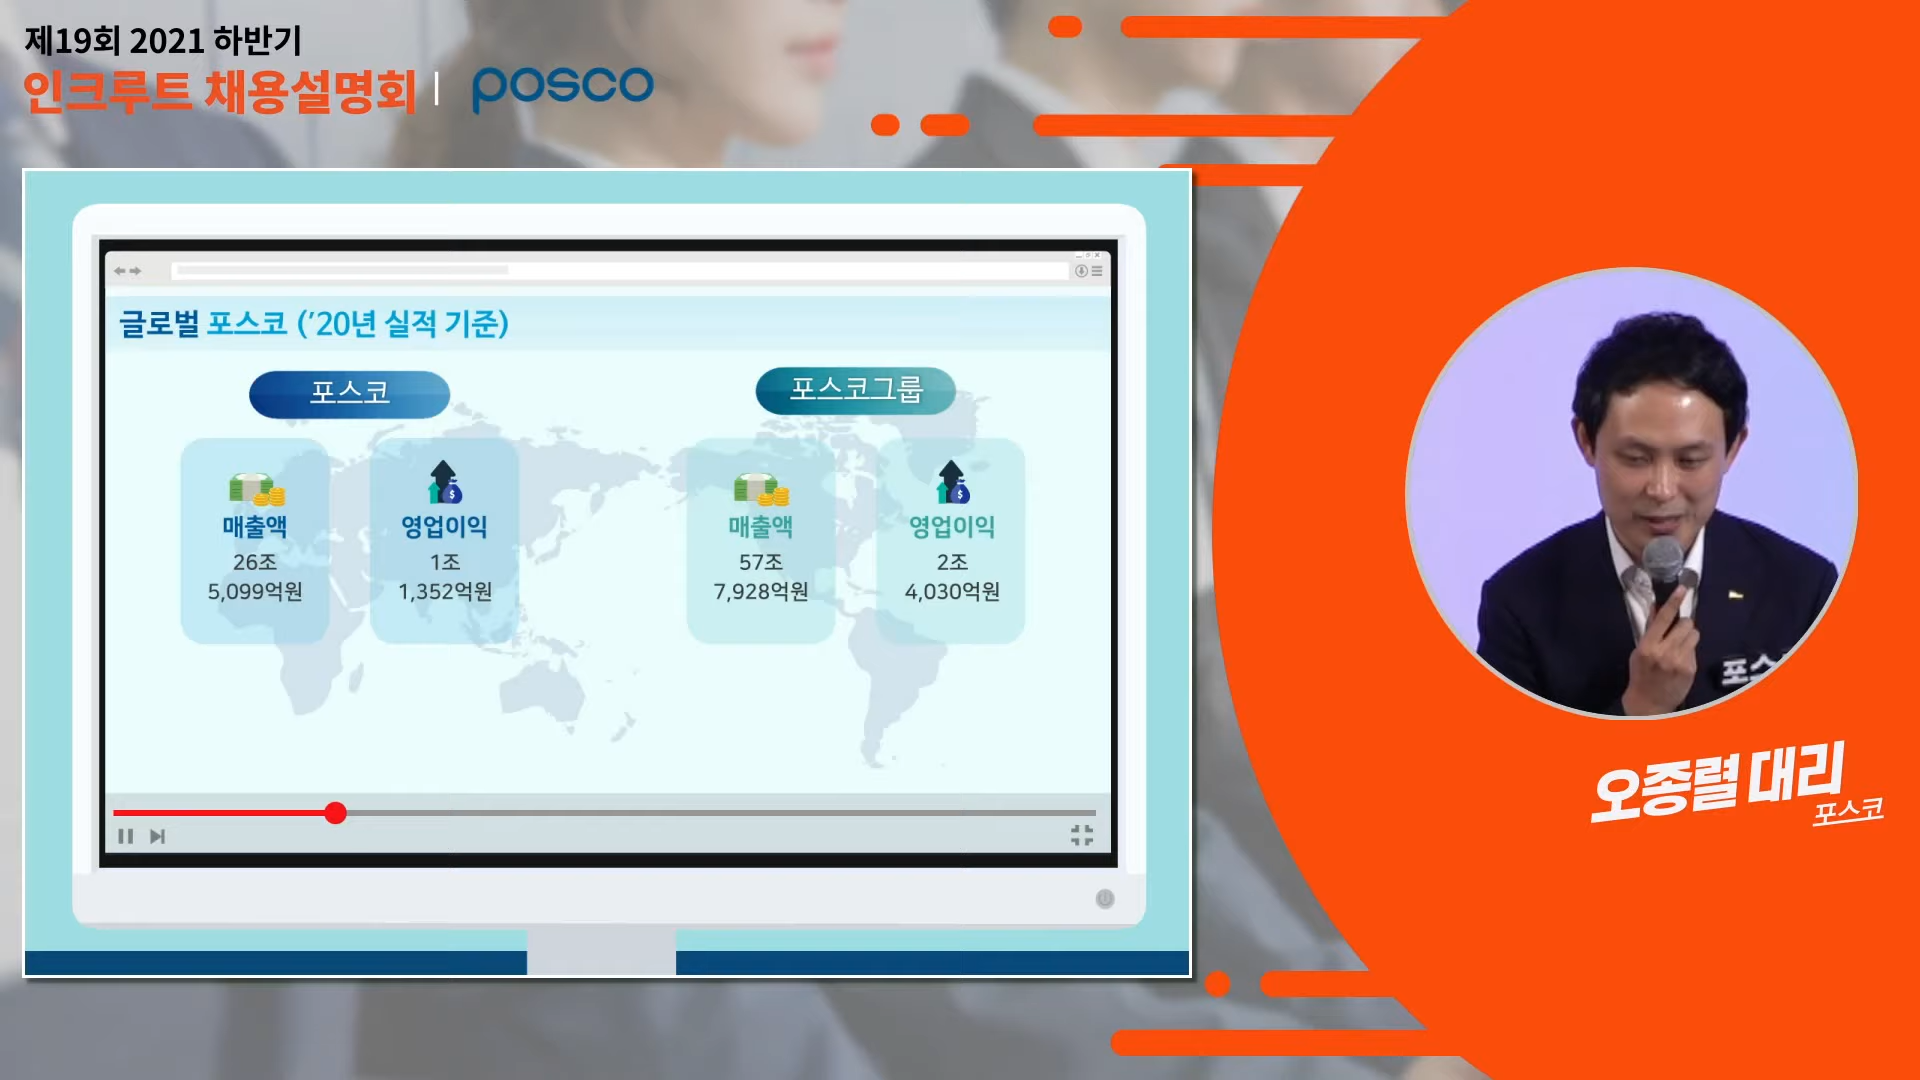 제19회 2021 하반기
인크루트 채용설명회
posco
글로벌 포스코 (’20년 실적 기준)
포스코
매출액
26조
5,099억원
영업이익
1조
1,352억원
포스코그룹
매출액
57조
7,928억원
영업이익
2조
4,030억원
오종렬 대리
포스코